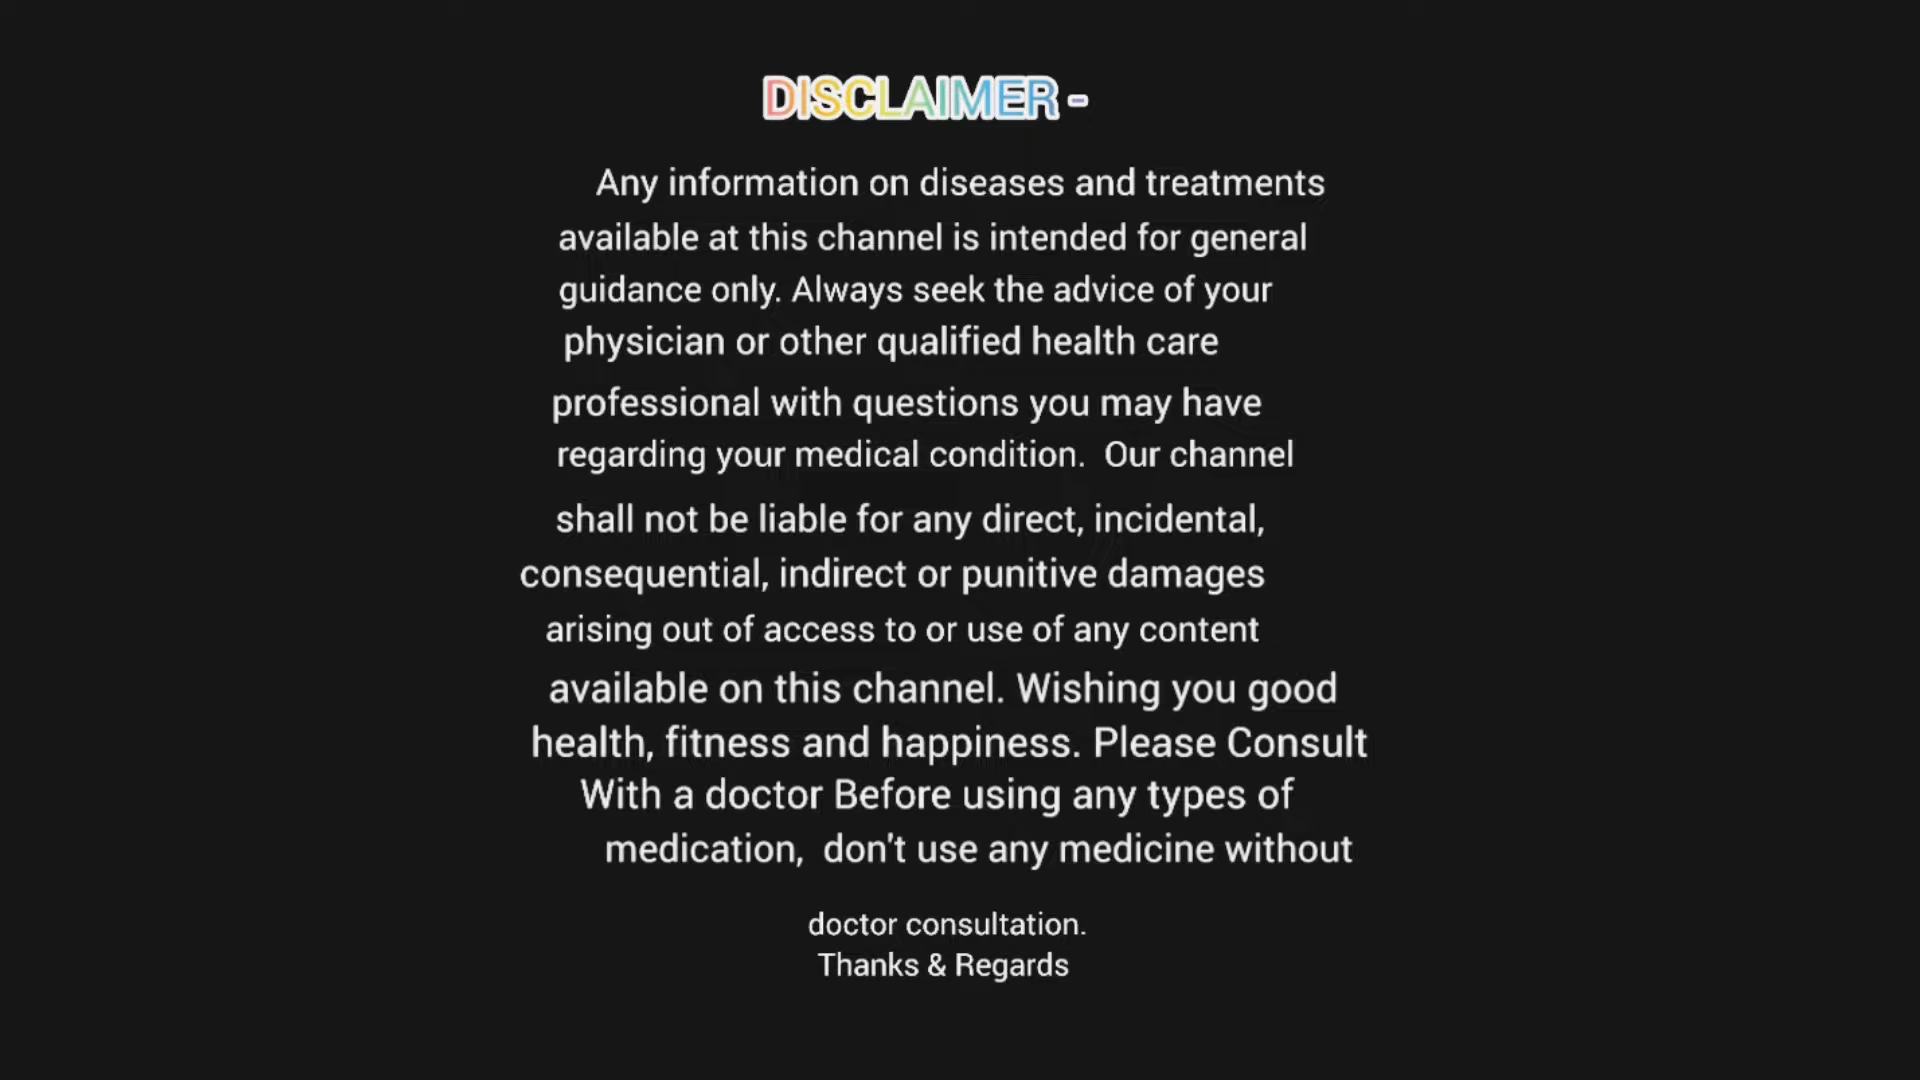 DISCLAIMER -
Any information on diseases and treatments
available at this channel is intended for general
guidance only. Always seek the advice of your
physician or other qualified health care
professional with questions you may have
regarding your medical condition.  Our channel
shall not be liable for any direct, incidental,
consequential, indirect or punitive damages
arising out of access to or use of any content
available on this channel. Wishing you good
health, fitness and happiness. Please Consult
With a doctor Before using any types of
medication,  don't use any medicine without
doctor consultation.
Thanks & Regards